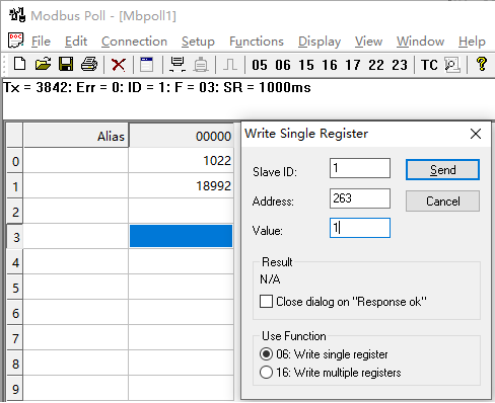 Modbus Poll - [Mbpoll1]
File Edit Connection Setup Functions Display View Window Help
05 06 15 16 17 22 23 TC
Tx = 3842: Err = 0: ID = 1: F = 03: SR = 1000ms
Alias 00000
0 1022
1 18992
2
3
4
5
6
7
8
9
Write Single Register
Slave ID: 1 Send
Address: 263 Cancel
Value: 1
Result
N/A
Close dialog on "Response ok"
Use Function
06: Write single register
16: Write multiple registers